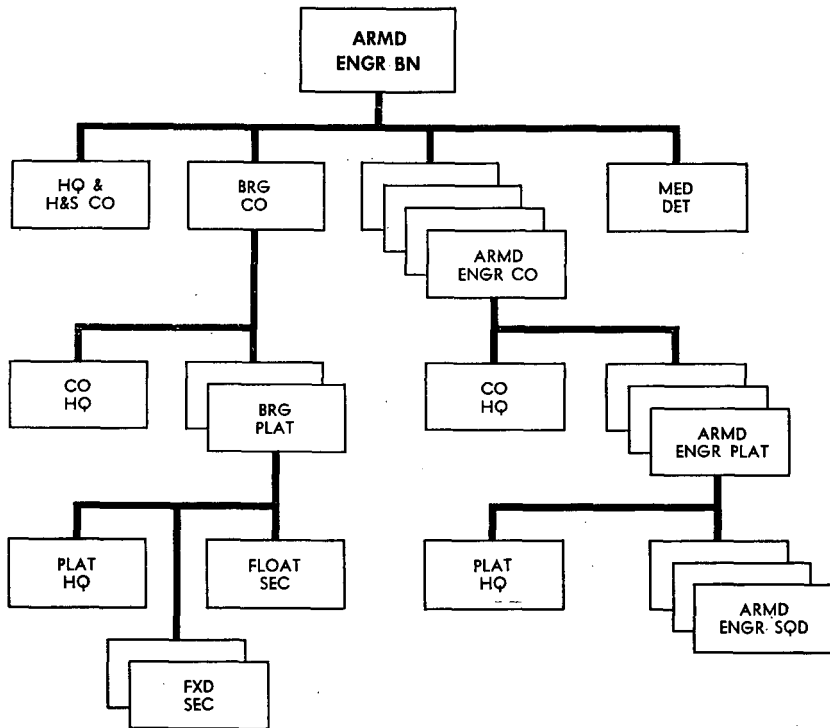 ARMD
ENGR BN
HQ &
H&S CO
BRG
CO
ARMD
ENGR CO
MED
DET
CO
HQ
BRG
PLAT
CO
HQ
ARMD
ENGR PLAT
PLAT
HQ
FLOAT
SEC
PLAT
HQ
ARMD
ENGR SQD
FXD
SEC